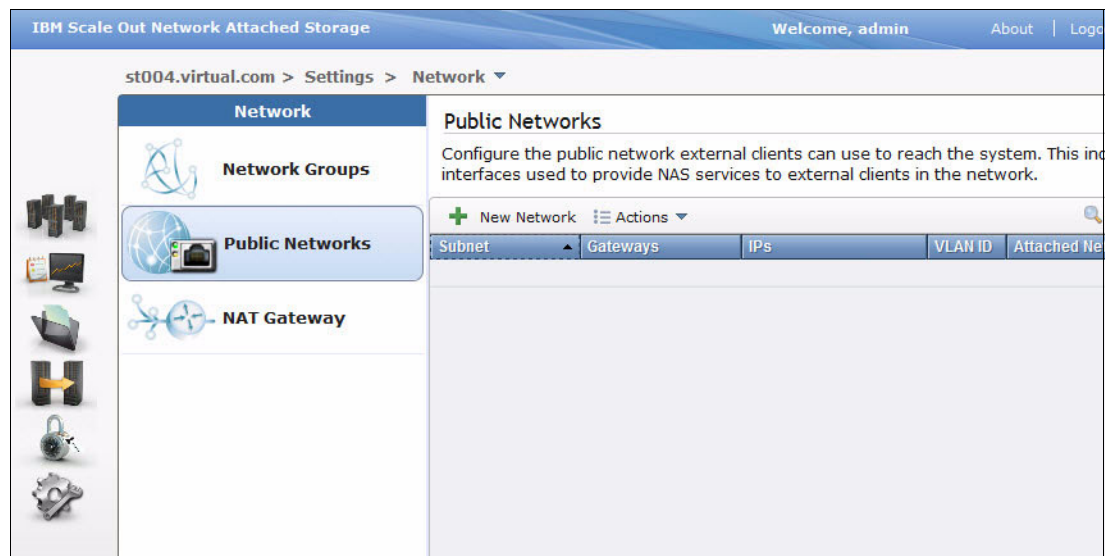 IBM Scale Out Network Attached Storage Welcome, admin About | Logo
st004.virtual.com > Settings > Network
Network
Network Groups
Public Networks
NAT Gateway
Public Networks
Configure the public network external clients can use to reach the system. This inc
interfaces used to provide NAS services to external clients in the network.
New Network Actions
Subnet Gateways IPs VLAN ID Attached Ne